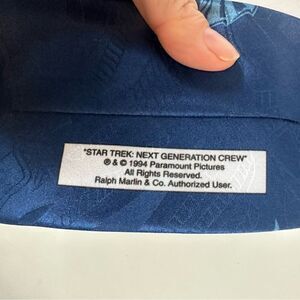 "STAR TREK: NEXT GENERATION CREW"
® & © 1994 Paramount Pictures
All Rights Reserved.
Ralph Marlin & Co. Authorized User.